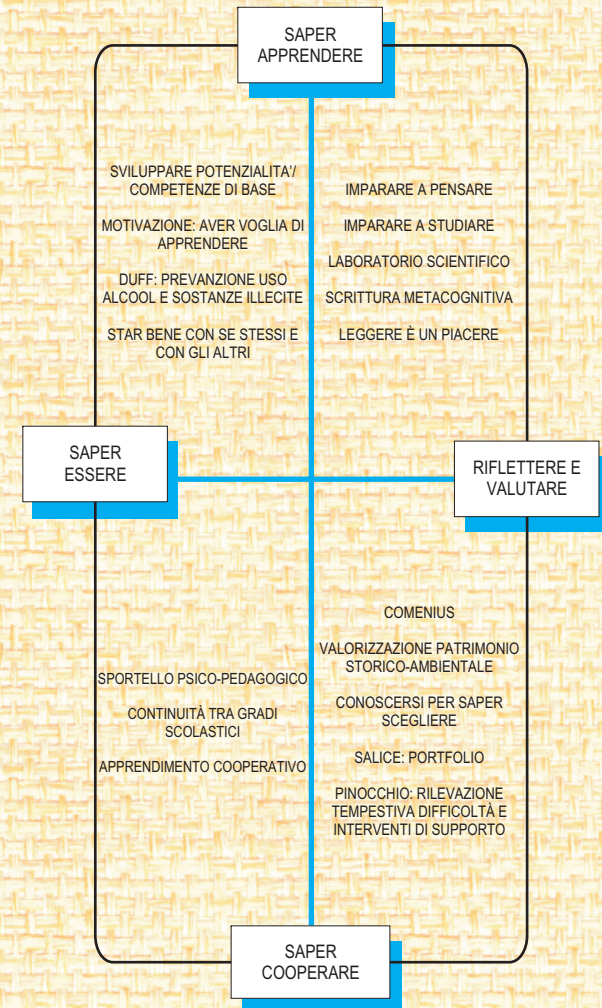 SAPER
APPRENDERE
SVILUPPARE POTENZIALITA'/
COMPETENZE DI BASE
MOTIVAZIONE: AVER VOGLIA DI
APPRENDERE
DUFF: PREVANZIONE USO
ALCOOL E SOSTANZE ILLECITE
STAR BENE CON SE STESSI E
CON GLI ALTRI
IMPARARE A PENSARE
IMPARARE A STUDIARE
LABORATORIO SCIENTIFICO
SCRITTURA METACOGNITIVA
LEGGERE È UN PIACERE
SAPER
ESSERE
RIFLETTERE E
VALUTARE
SPORTELLO PSICO-PEDAGOGICO
CONTINUITÀ TRA GRADI
SCOLASTICI
APPRENDIMENTO COOPERATIVO
COMENIUS
VALORIZZAZIONE PATRIMONIO
STORICO-AMBIENTALE
CONOSCERSI PER SAPER
SCEGLIERE
SALICE: PORTFOLIO
PINOCCHIO: RILEVAZIONE
TEMPESTIVA DIFFICOLTÀ E
INTERVENTI DI SUPPORTO
SAPER
COOPERARE